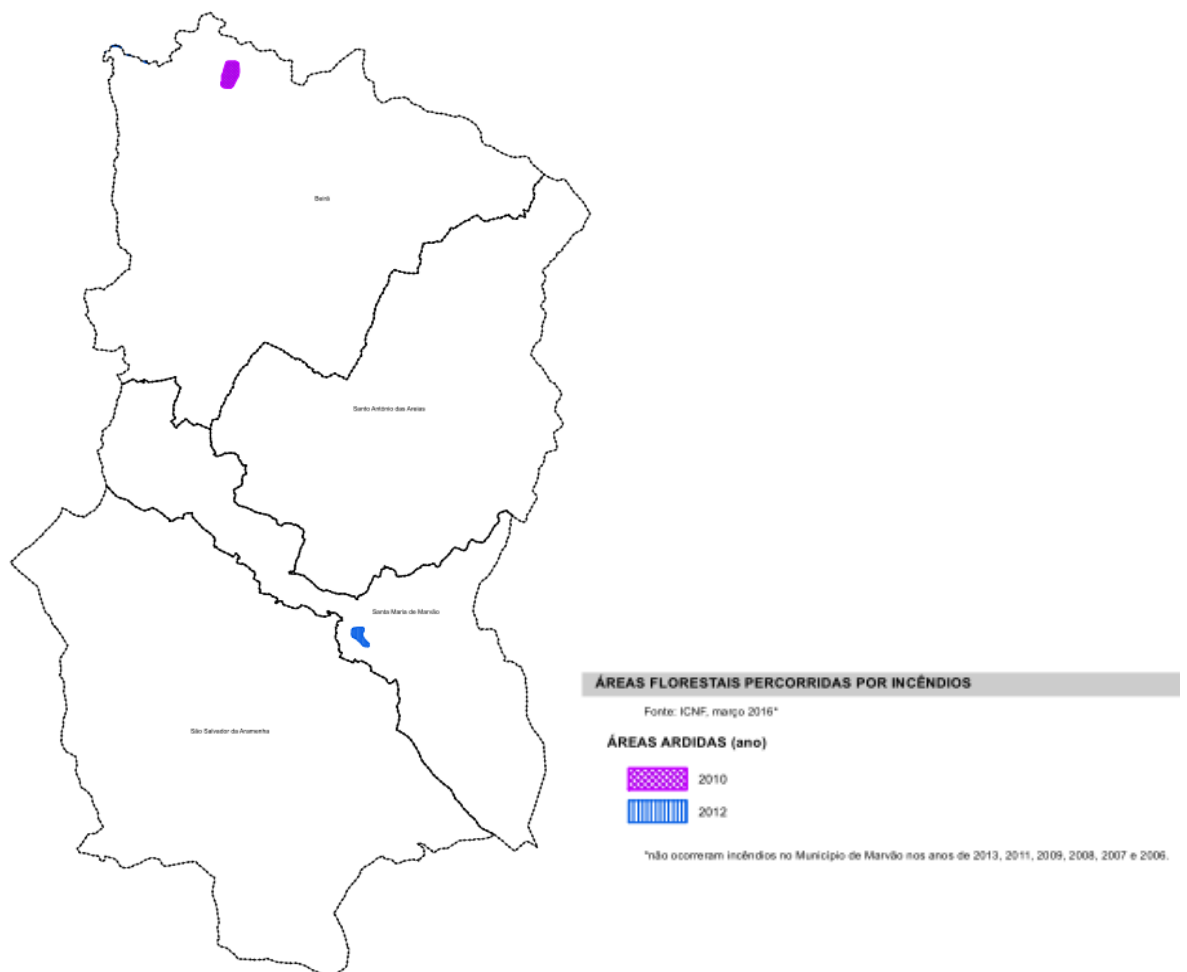 Beirã
Santo António das Areias
Santa Maria de Marvão
São Salvador da Aramenha
ÁREAS FLORESTAIS PERCORRIDAS POR INCÊNDIOS
Fonte: ICNF, março 2016*
ÁREAS ARDIDAS (ano)
2010
2012
*não ocorreram incêndios no Município de Marvão nos anos de 2013, 2011, 2009, 2008, 2007 e 2006.